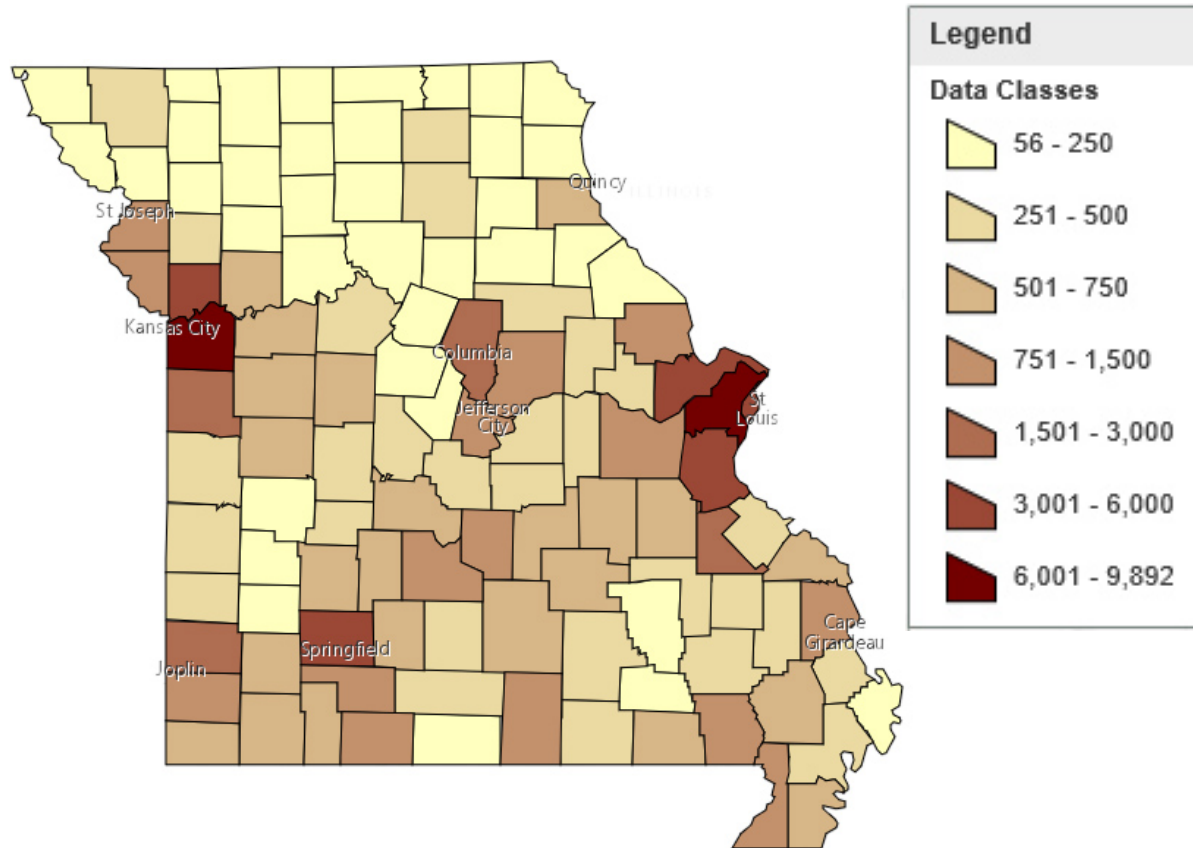 Legend
Data Classes
56 - 250
251 - 500
501 - 750
751 - 1,500
1,501 - 3,000
3,001 - 6,000
6,001 - 9,892
Quincy
St Joseph
Kansas City
Columbia
Jefferson
City
St
Louis
Cape
Girardeau
Springfield
Joplin